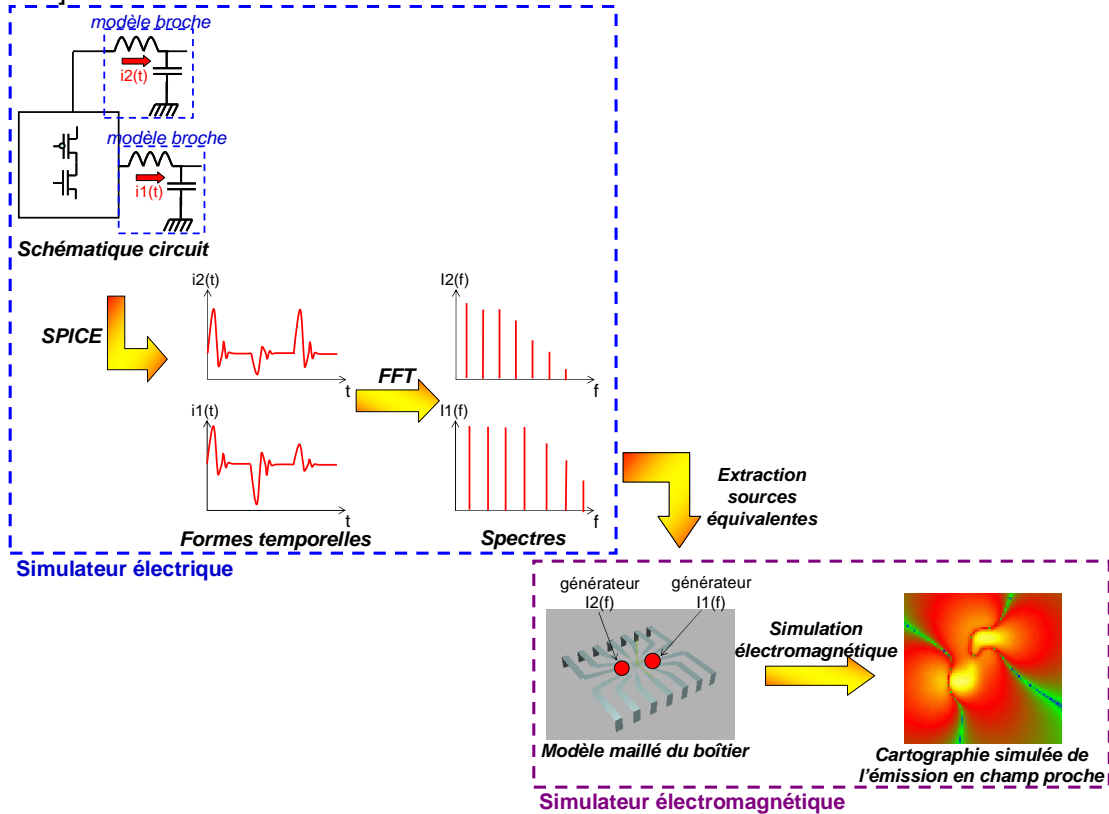 ]
modèle broche
i2(t)
modèle broche
i1(t)
Schématique circuit
SPICE
i2(t)
t
i1(t)
t
Formes temporelles
FFT
I2(f)
f
I1(f)
f
Spectres
Simulateur électrique
Extraction
sources
équivalentes
générateur
I2(f)
générateur
I1(f)
Modèle maillé du boîtier
Simulation
électromagnétique
Cartographie simulée de
l'émission en champ proche
Simulateur électromagnétique